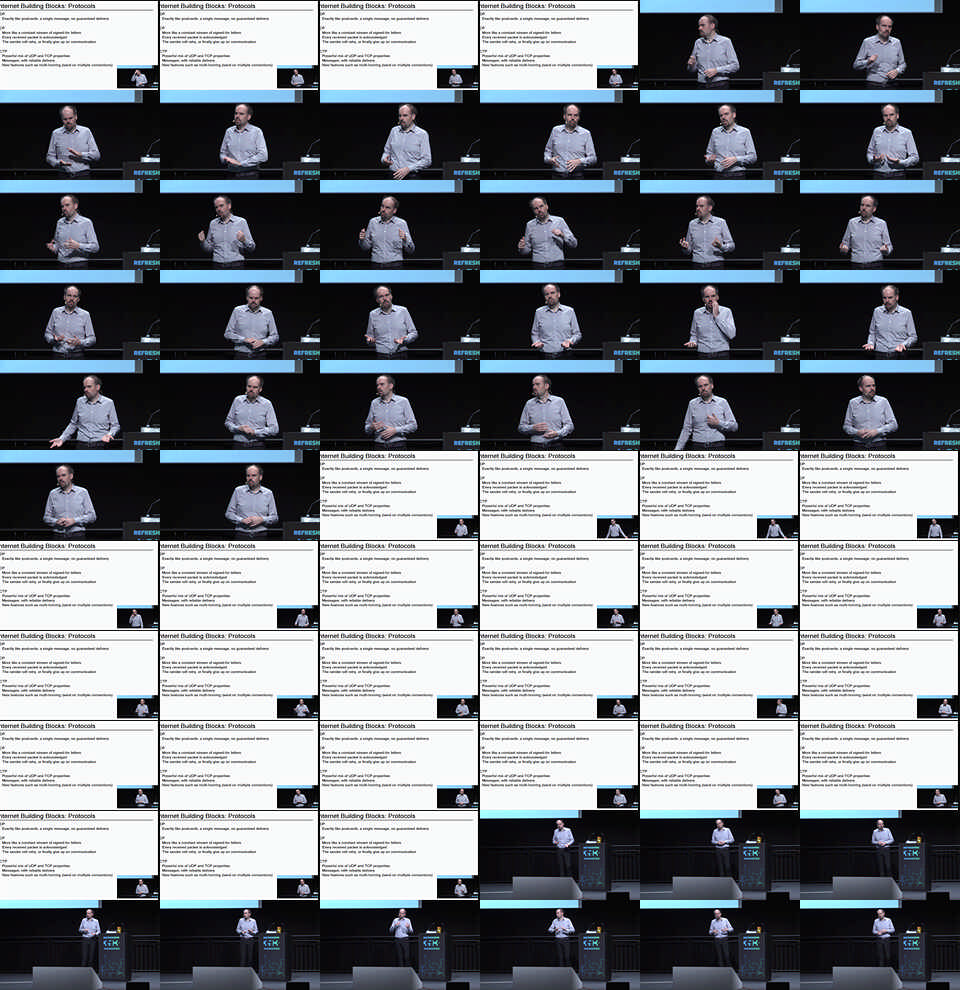 nternet Building Blocks: Protocols
DP
Exactly like postcards: a single message, no guaranteed delivery
CP
More like a constant stream of signed-for letters
Every received packet is acknowledged
The sender will retry, or finally give up on communication
CTP
Powerful mix of UDP and TCP properties
Messages, with reliable delivery
New features such as multi-homing (send on multiple connections)
REFRESH